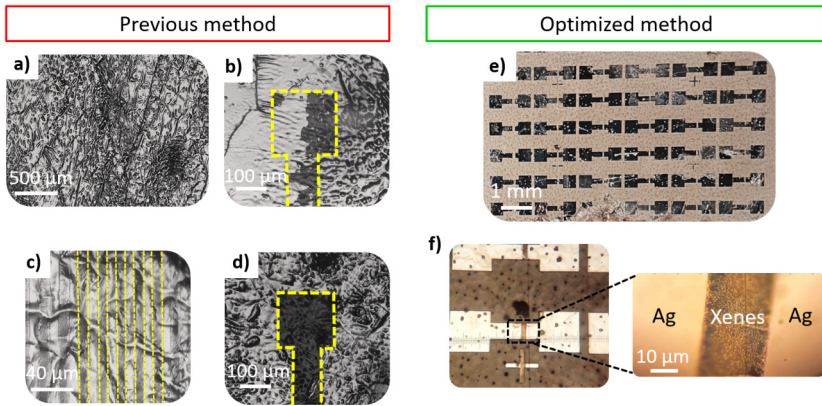 Previous method
Optimized method
a)
500 μm
b)
100 μm
c)
40 μm
d)
100 μm
e)
1 mm
f)
Ag
Xenes
Ag
10 μm